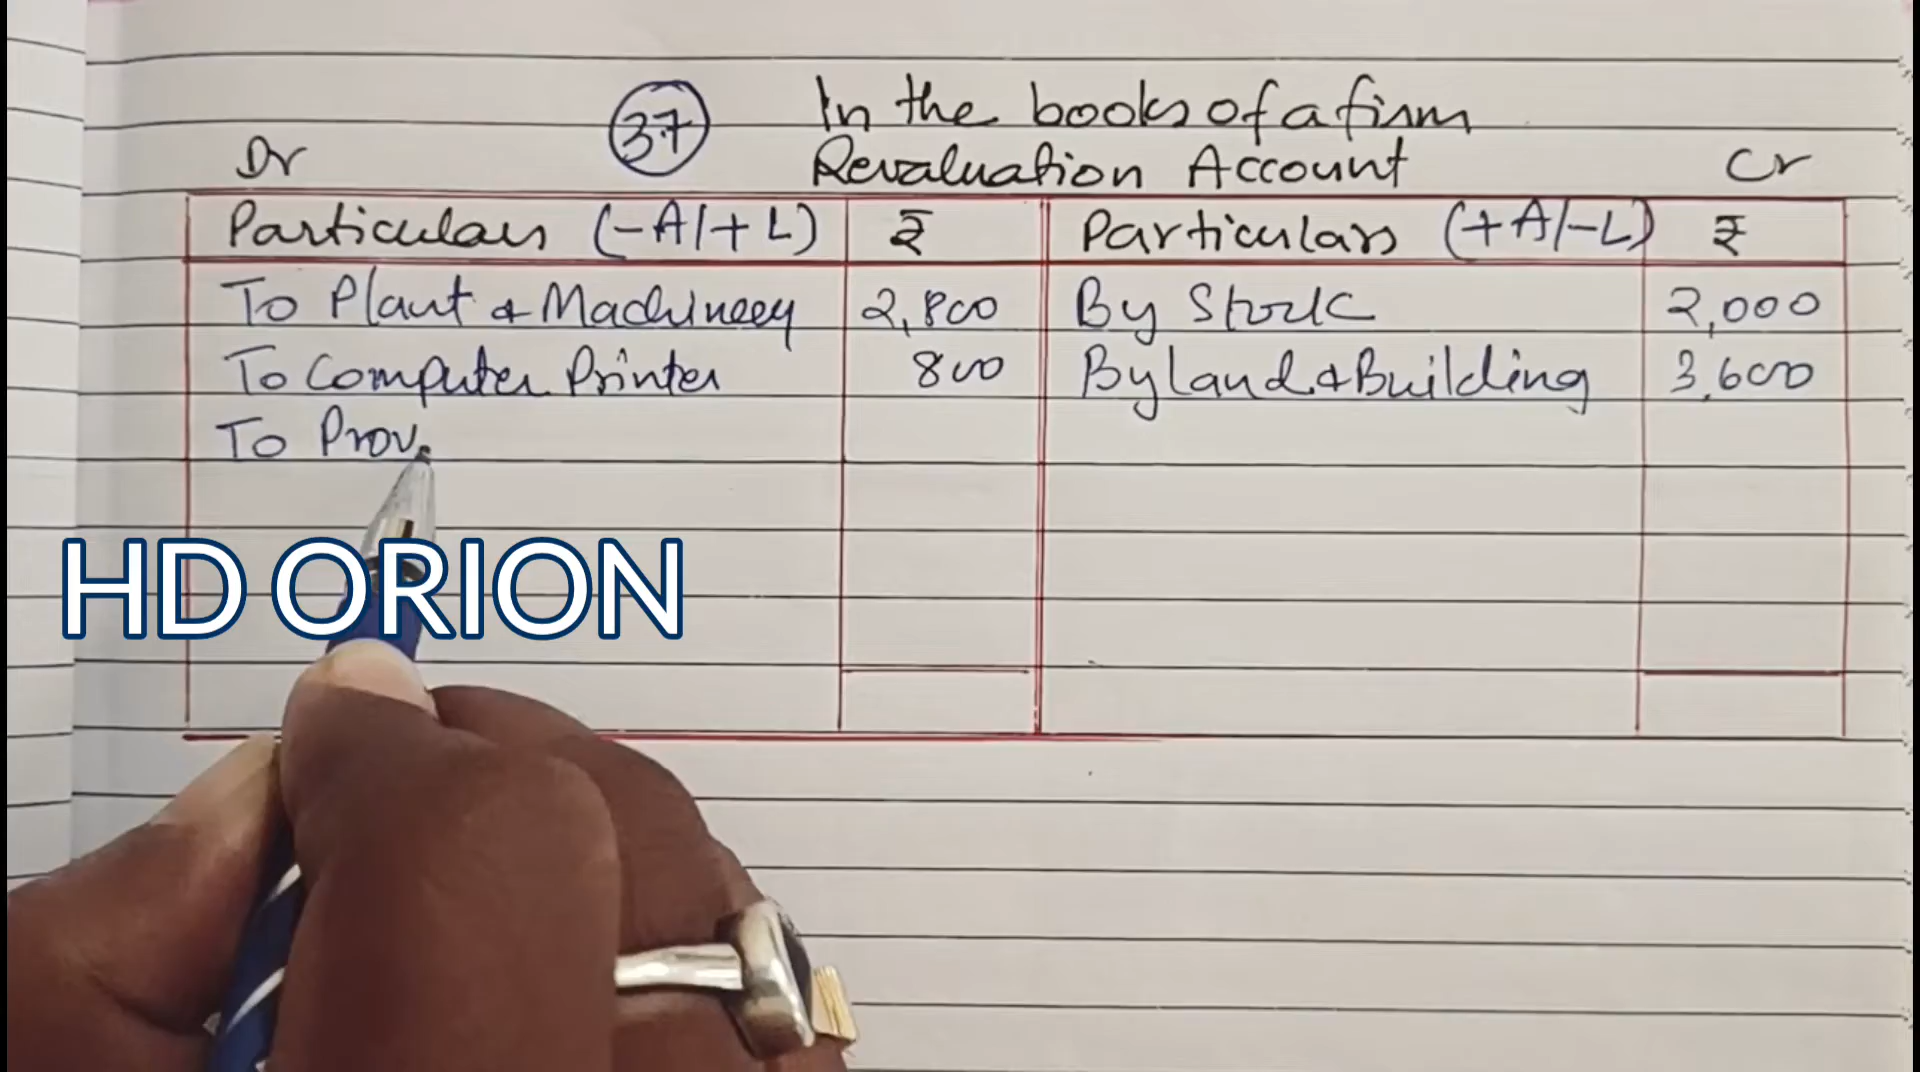 37
In the books of a firm
Dr Revaluation Account Cr
Particulars (-A/+L) ₹ Particulars (+A/-L) ₹
To Plant & Machinery 2,800 By Stock 2,000
To Computer Printer 800 By Land & Building 3,600
To Prov.
HD ORION